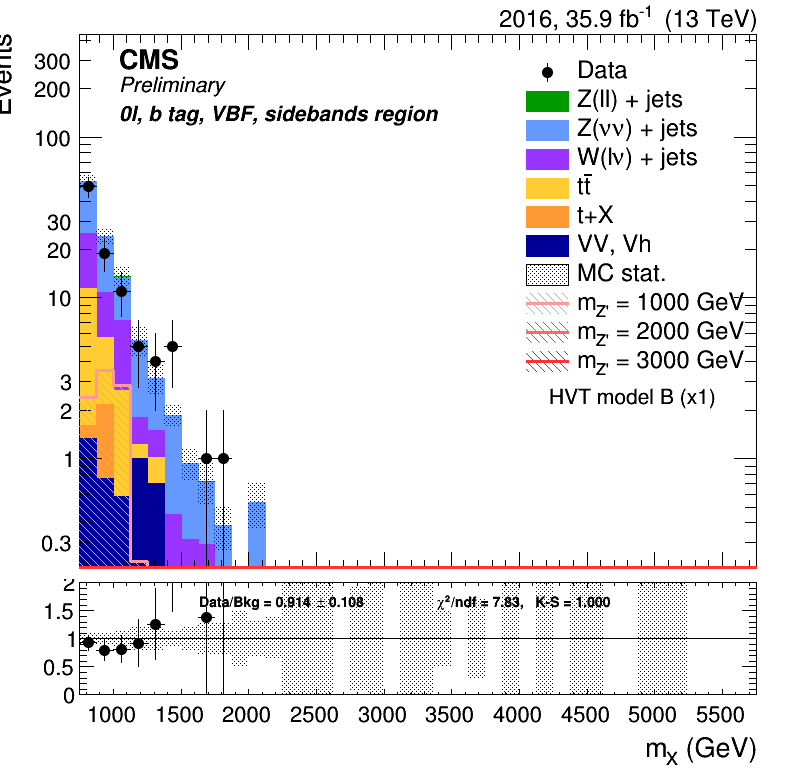 2016, 35.9 fb⁻¹ (13 TeV)
Events
CMS
Preliminary
0l, b tag, VBF, sidebands region
Data
Z(ll) + jets
Z(νν) + jets
W(lν) + jets
tt̄
t+X
VV, Vh
MC stat.
m_Z' = 1000 GeV
m_Z' = 2000 GeV
m_Z' = 3000 GeV
HVT model B (x1)
300
200
100
30
20
10
3
2
1
0.3
Data/Bkg = 0.914 ± 0.108 χ²/ndf = 7.83, K-S = 1.000
2
1.5
1
0.5
0
1000 1500 2000 2500 3000 3500 4000 4500 5000 5500
m_X (GeV)